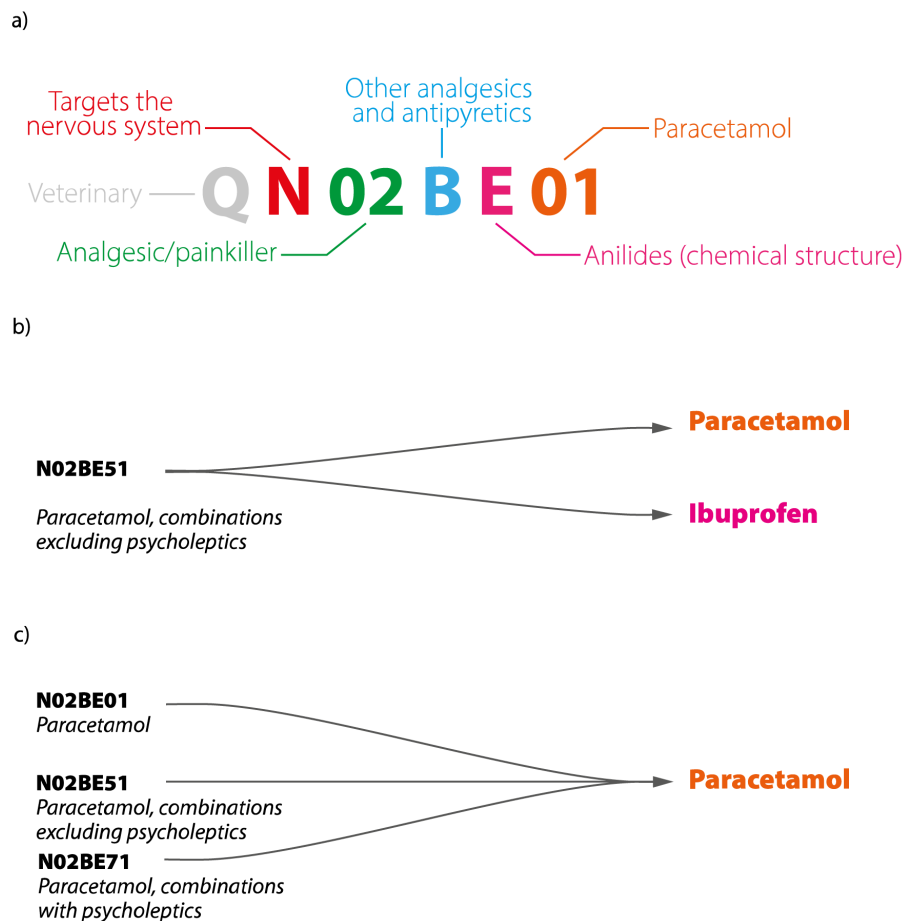 a)
Targets the
nervous system
Other analgesics
and antipyretics
Paracetamol
Veterinary
Q N 02 B E 01
Analgesic/painkiller
Anilides (chemical structure)
b)
Paracetamol
N02BE51
Paracetamol, combinations
excluding psycholeptics
Ibuprofen
c)
N02BE01
Paracetamol
N02BE51
Paracetamol, combinations
excluding psycholeptics
Paracetamol
N02BE71
Paracetamol, combinations
with psycholeptics